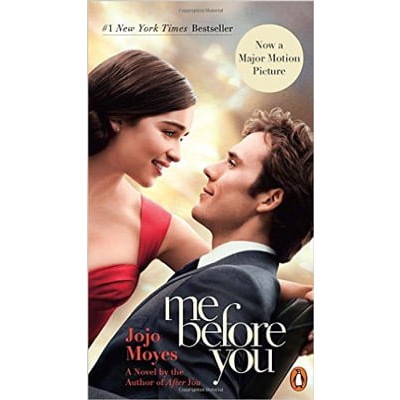 #1 New York Times Bestseller
Now a
Major Motion
Picture
me
before
you
Jojo
Moyes
A Novel by the
Author of After You